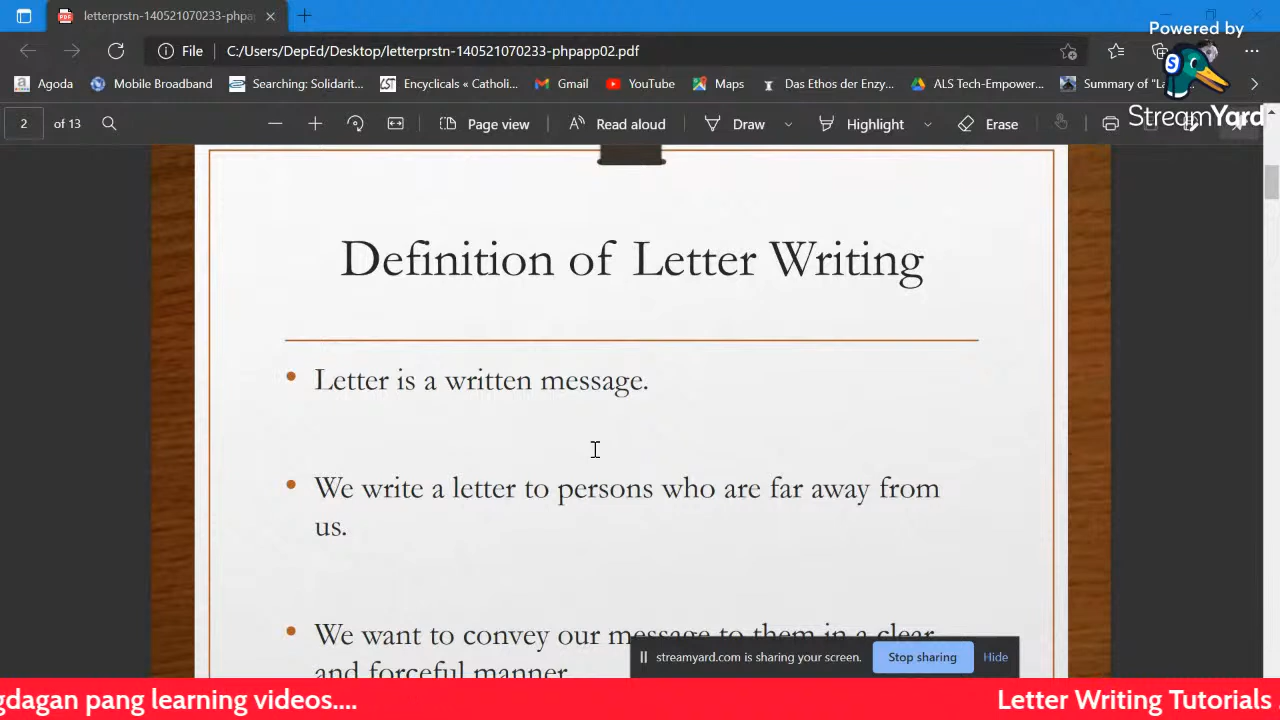 letterprstn-140521070233-phpap
Powered by
File
C:/Users/DepEd/Desktop/letterprstn-140521070233-phpapp02.pdf
Agoda
Mobile Broadband
Searching: Solidarit...
Encyclicals & Catholi...
Gmail
YouTube
Maps
Das Ethos der Enzy...
ALS Tech-Empower...
StreamYard
2 of 13
Page view
Read aloud
Draw
Highlight
Erase
Definition of Letter Writing
• Letter is a written message.
• We write a letter to persons who are far away from
us.
• We want to convey our message to them in a clear
and forceful manner.
streamyard.com is sharing your screen.
Stop sharing
Hide
gdagan pang learning videos....
Letter Writing Tutorials